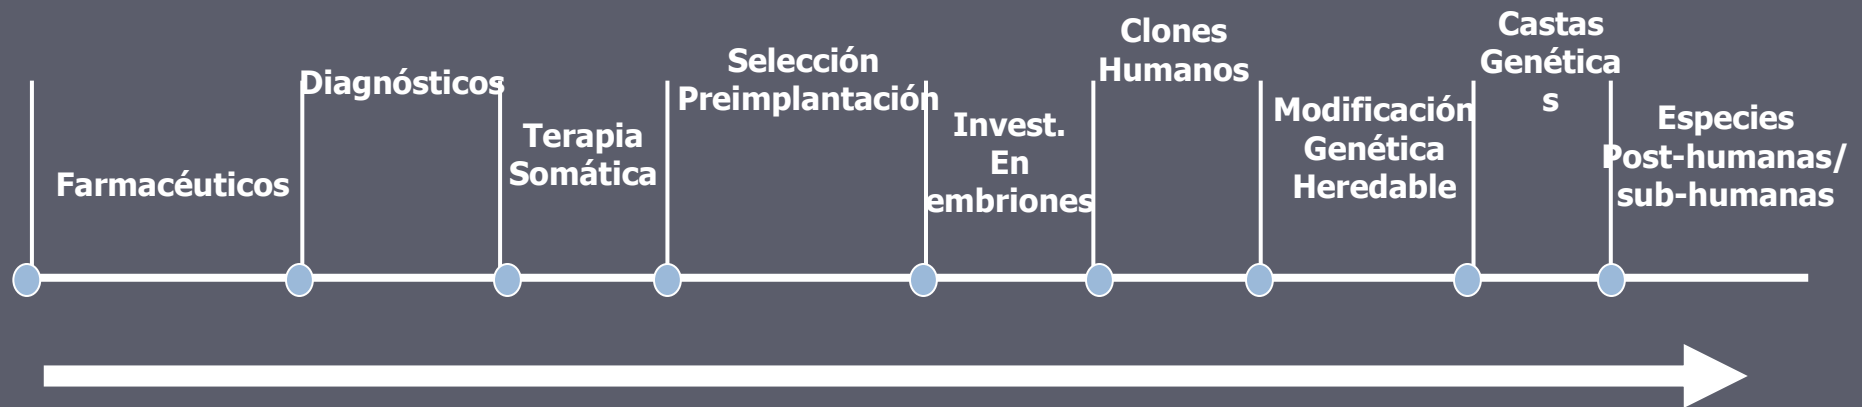 Farmacéuticos
Diagnósticos
Terapia
Somática
Selección
Preimplantación
Invest.
En
embriones
Clones
Humanos
Modificación
Genética
Heredable
Castas
Genética
s
Especies
Post-humanas/
sub-humanas